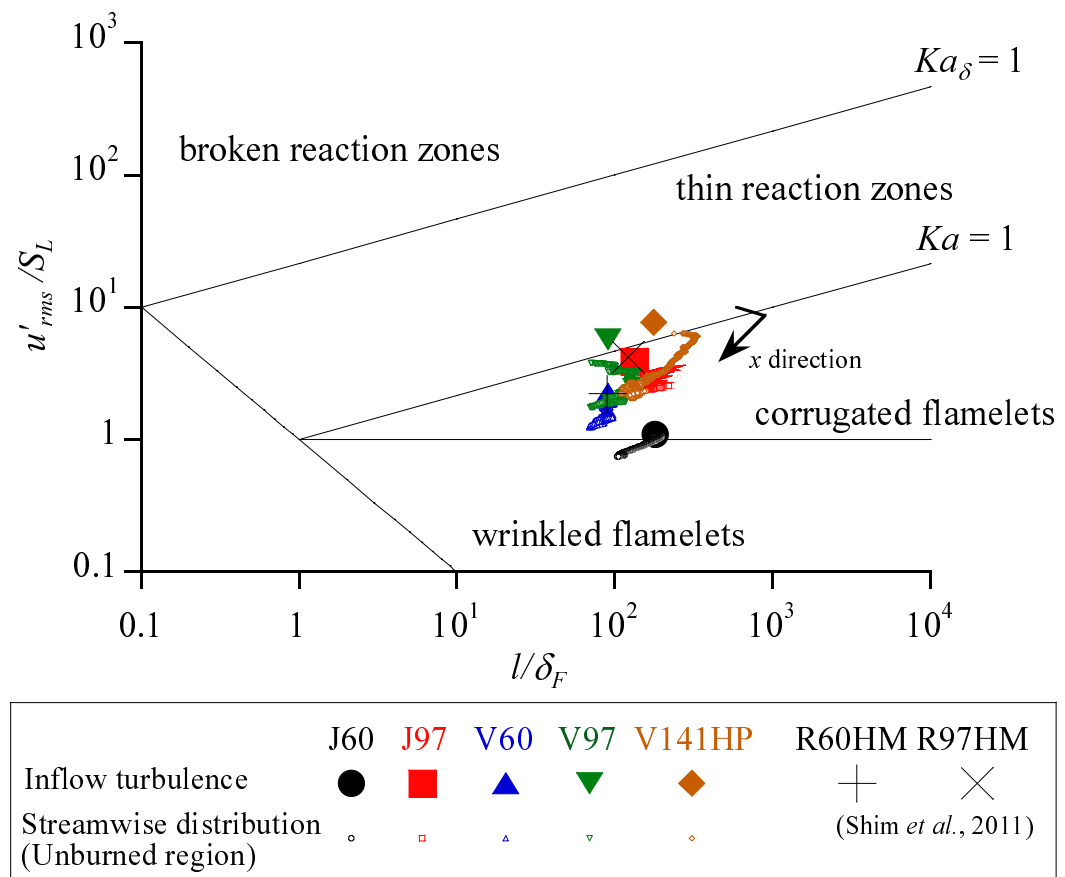 10³
Ka_δ = 1
broken reaction zones
10²
thin reaction zones
Ka = 1
u'_rms /S_L
10¹
x direction
corrugated flamelets
1
wrinkled flamelets
0.1
0.1 1 10¹ 10² 10³ 10⁴
l/δ_F
J60 J97 V60 V97 V141HP R60HM R97HM
Inflow turbulence
Streamwise distribution
(Shim et al., 2011)
(Unburned region)